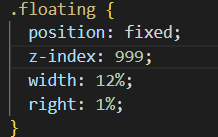 .floating {
  position: fixed;
  z-index: 999;
  width: 12%;
  right: 1%;
}